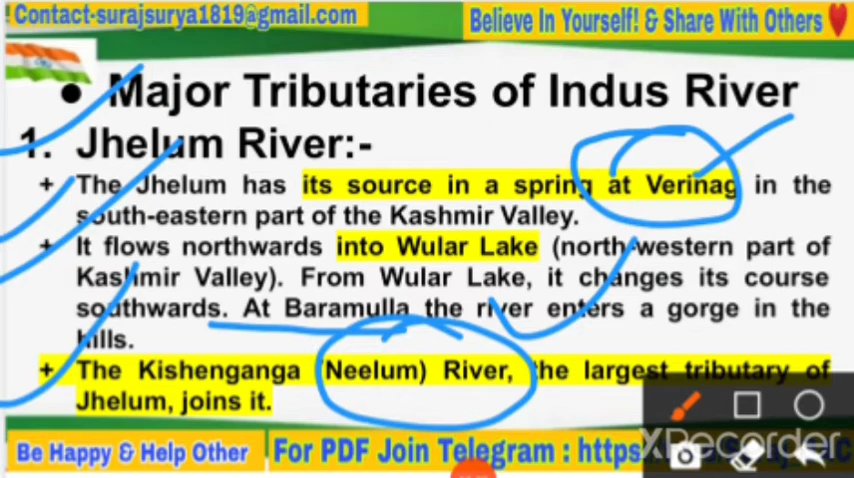 Contact-surajsurya1819@gmail.com
Believe In Yourself! & Share With Others
• Major Tributaries of Indus River
1. Jhelum River:-
+ The Jhelum has its source in a spring at Verinag in the
south-eastern part of the Kashmir Valley.
+ It flows northwards into Wular Lake (north-western part of
Kashmir Valley). From Wular Lake, it changes its course
southwards. At Baramulla the river enters a gorge in the
hills.
+ The Kishenganga (Neelum) River, the largest tributary of
Jhelum, joins it.
XRecorder
Be Happy & Help Other
For PDF Join Telegram : https